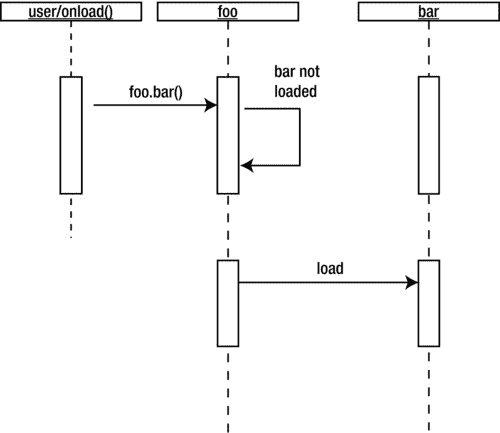 user/onload()
foo
bar
foo.bar()
bar not
loaded
load